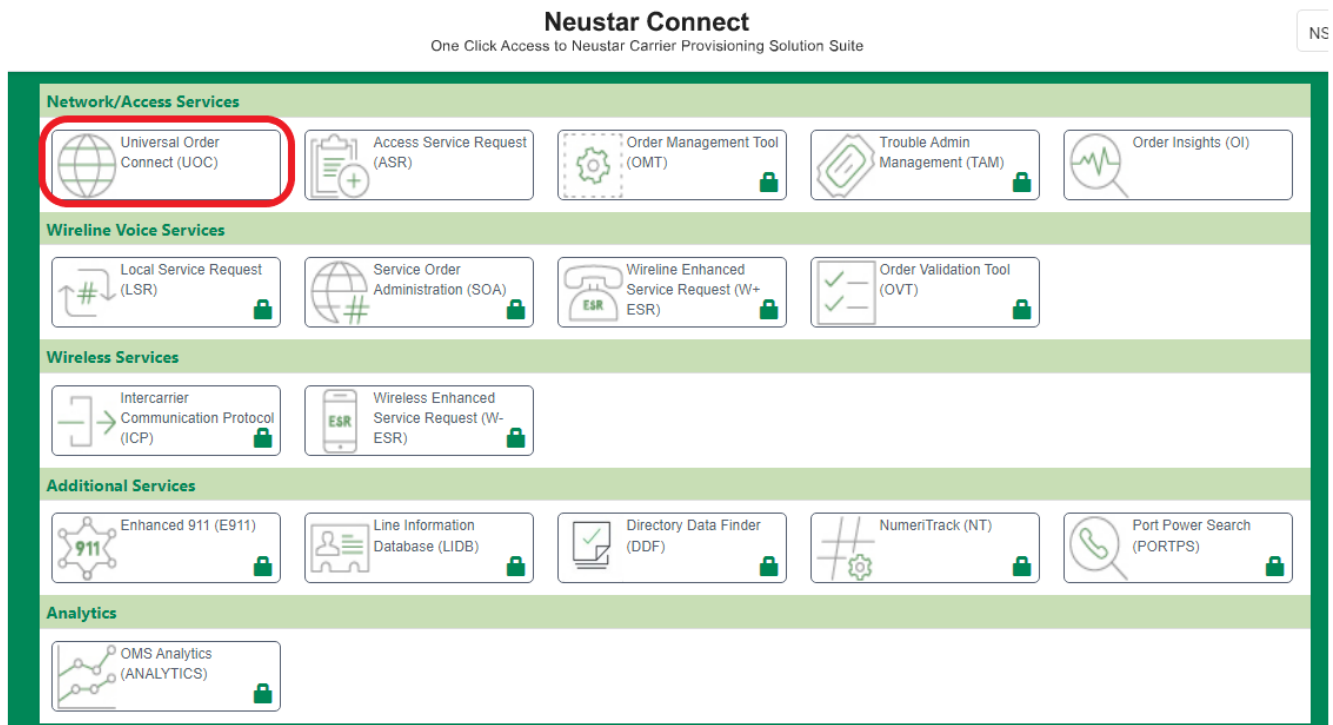 Neustar Connect
One Click Access to Neustar Carrier Provisioning Solution Suite
NS
Network/Access Services
Universal Order
Connect (UOC)
Access Service Request
(ASR)
Order Management Tool
(OMT)
Trouble Admin
Management (TAM)
Order Insights (OI)
Wireline Voice Services
#
Local Service Request
(LSR)
#
Service Order
Administration (SOA)
ESR
Wireline Enhanced
Service Request (W+
ESR)
Order Validation Tool
(OVT)
Wireless Services
Intercarrier
Communication Protocol
(ICP)
ESR
Wireless Enhanced
Service Request (W-
ESR)
Additional Services
911
Enhanced 911 (E911)
Line Information
Database (LIDB)
Directory Data Finder
(DDF)
#
NumeriTrack (NT)
Port Power Search
(PORTPS)
Analytics
OMS Analytics
(ANALYTICS)